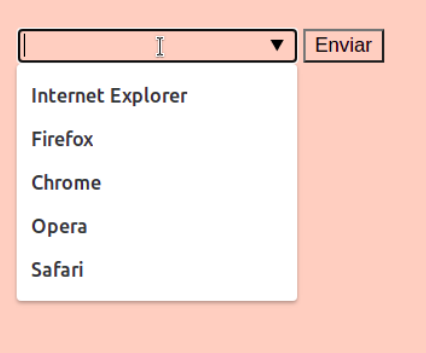 Enviar
Internet Explorer
Firefox
Chrome
Opera
Safari